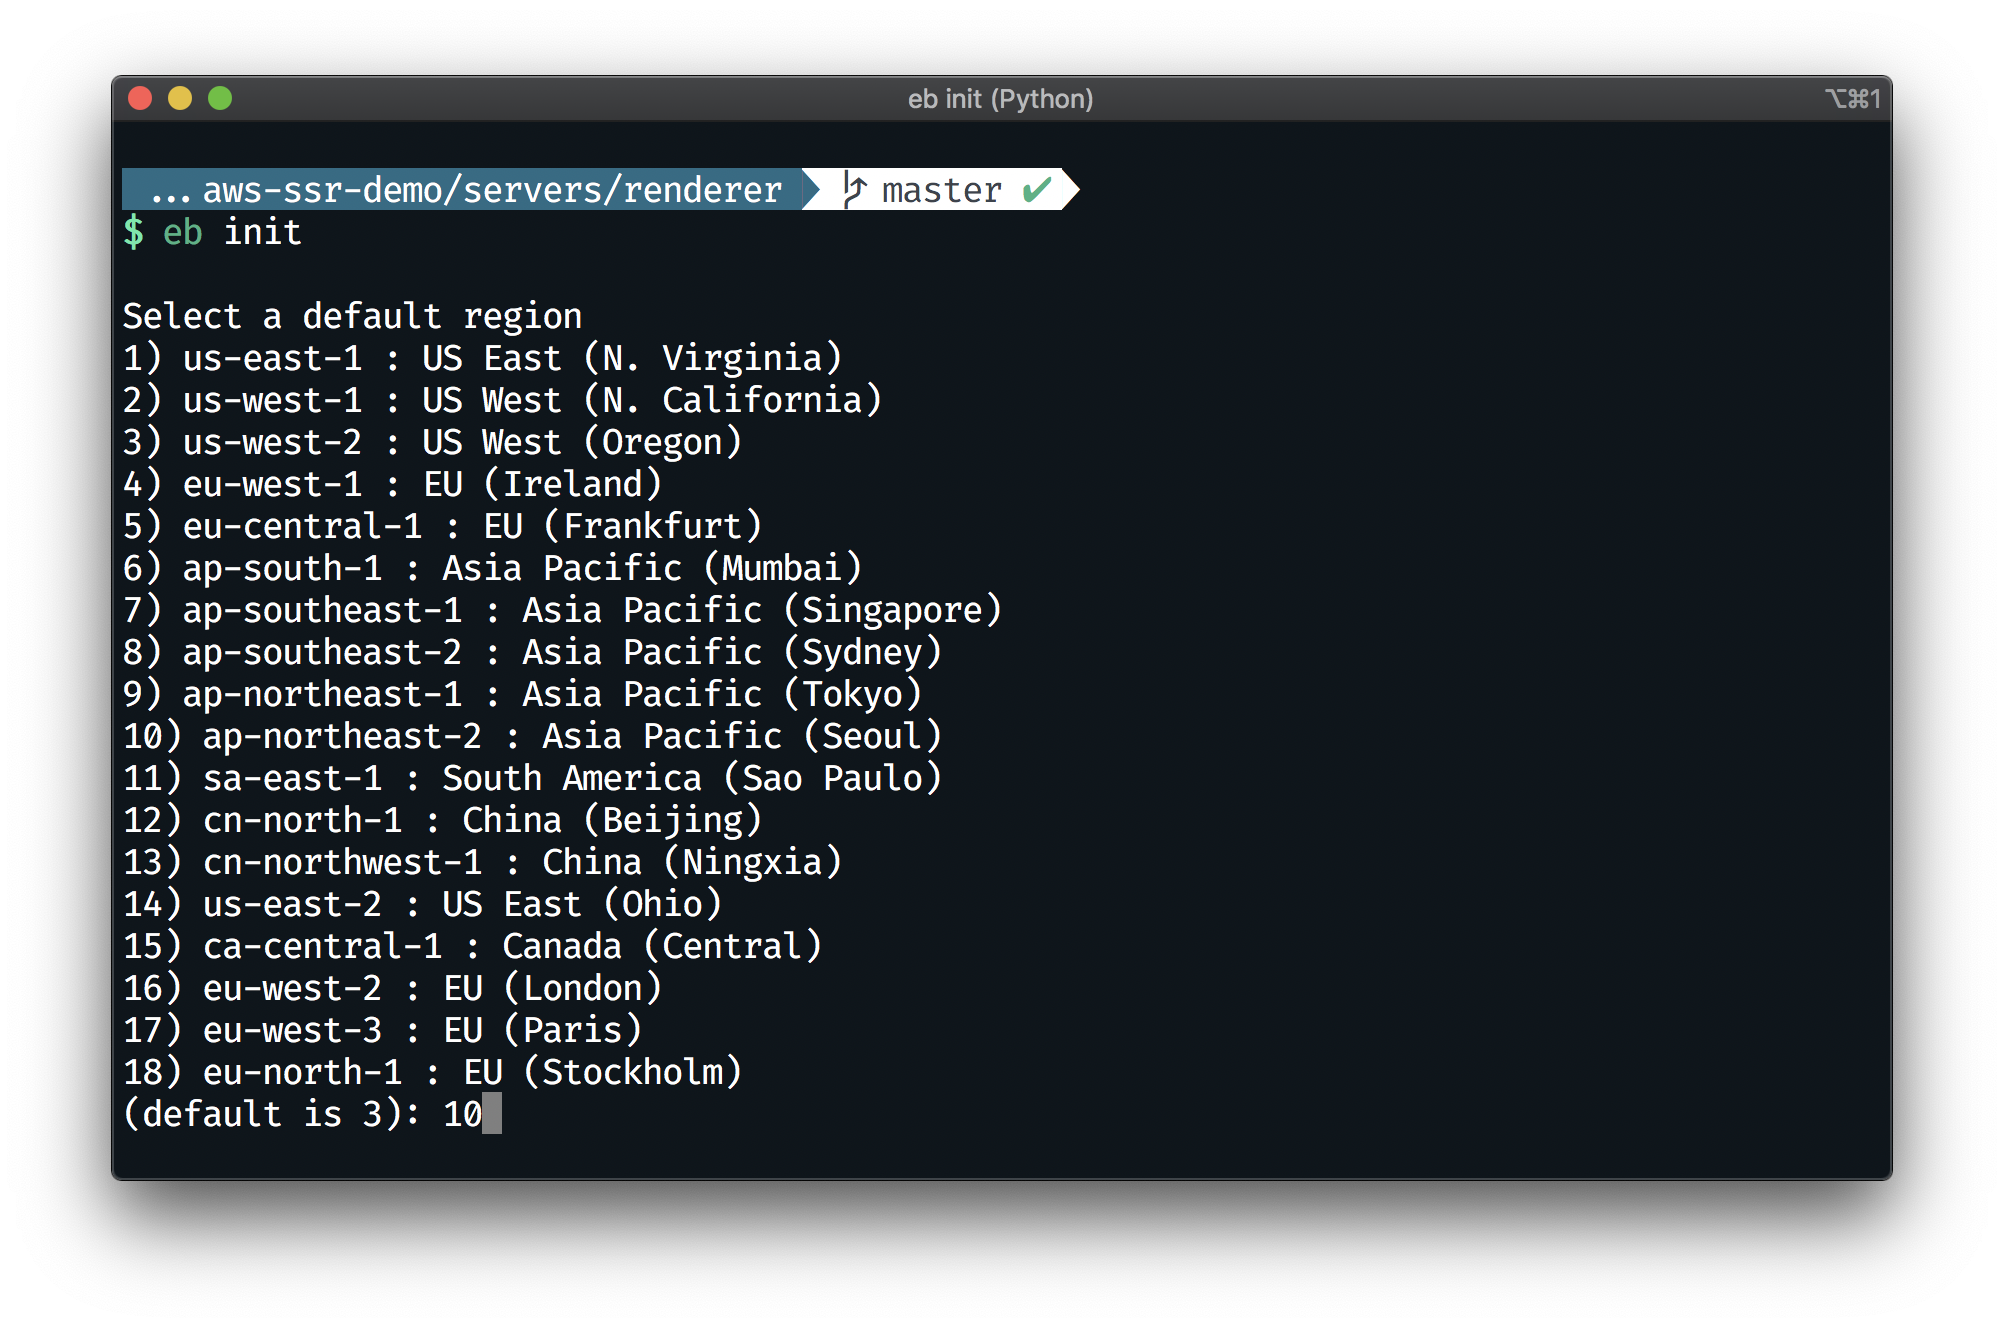 eb init (Python)
⌥⌘1
...aws-ssr-demo/servers/renderer master ✔
$ eb init
Select a default region
1) us-east-1 : US East (N. Virginia)
2) us-west-1 : US West (N. California)
3) us-west-2 : US West (Oregon)
4) eu-west-1 : EU (Ireland)
5) eu-central-1 : EU (Frankfurt)
6) ap-south-1 : Asia Pacific (Mumbai)
7) ap-southeast-1 : Asia Pacific (Singapore)
8) ap-southeast-2 : Asia Pacific (Sydney)
9) ap-northeast-1 : Asia Pacific (Tokyo)
10) ap-northeast-2 : Asia Pacific (Seoul)
11) sa-east-1 : South America (Sao Paulo)
12) cn-north-1 : China (Beijing)
13) cn-northwest-1 : China (Ningxia)
14) us-east-2 : US East (Ohio)
15) ca-central-1 : Canada (Central)
16) eu-west-2 : EU (London)
17) eu-west-3 : EU (Paris)
18) eu-north-1 : EU (Stockholm)
(default is 3): 10